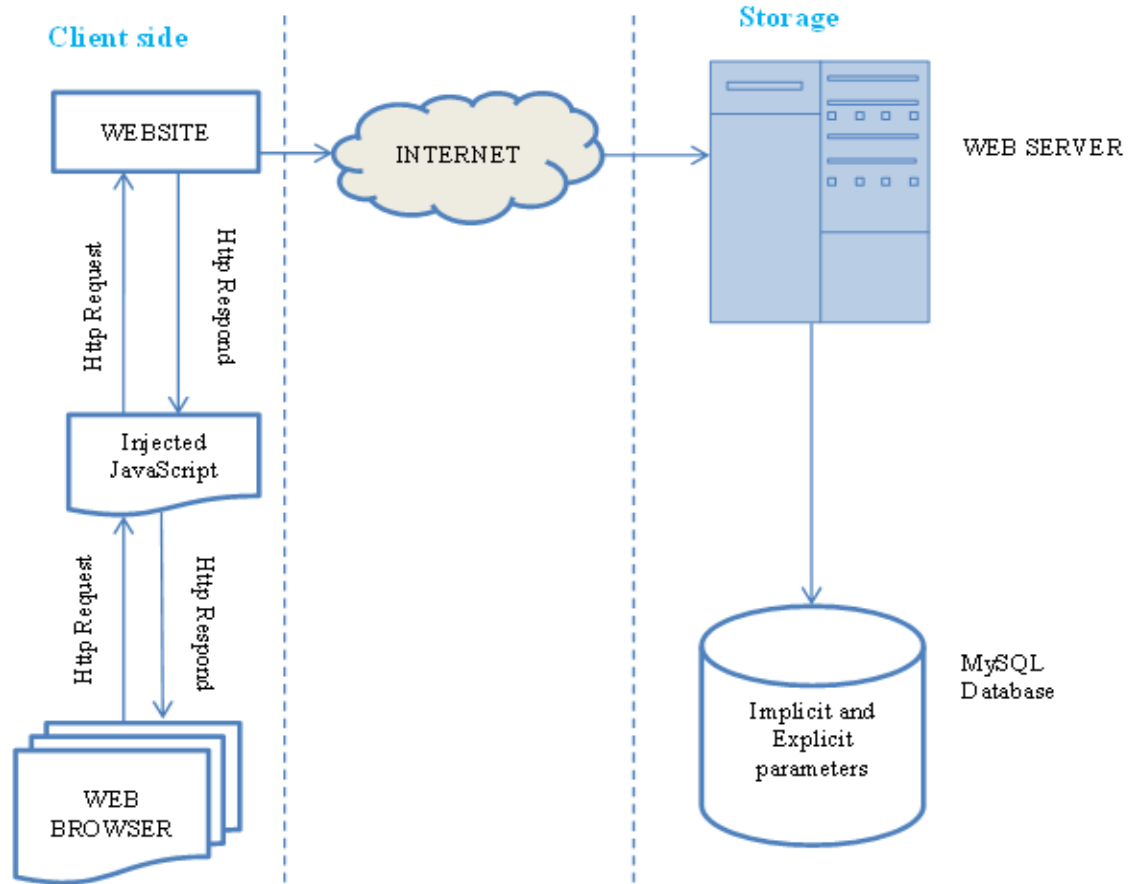 Client side
Storage
WEBSITE
INTERNET
WEB SERVER
Http Request
Http Respond
Injected
JavaScript
Http Request
Http Respond
WEB
BROWSER
MySQL
Database
Implicit and
Explicit
parameters